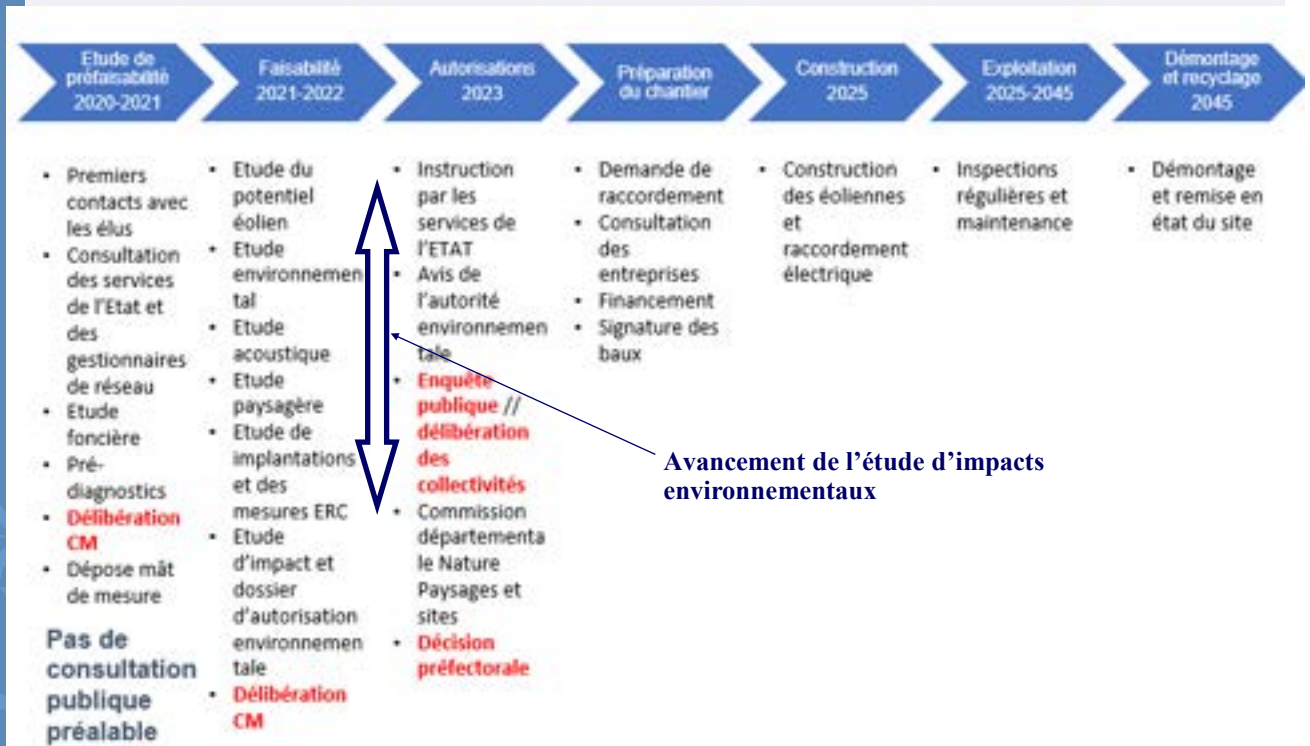 Etude de
préfaisabilité
2020-2021
Faisabilité
2021-2022
Autorisations
2023
Préparation
du chantier
Construction
2025
Exploitation
2025-2045
Démontage
et recyclage
2045
• Premiers
contacts avec
les élus
• Consultation
des services
de l'Etat et
des
gestionnaires
de réseau
• Etude
foncière
• Pré-
diagnostics
• Délibération
CM
• Dépose mât
de mesure
Pas de
consultation
publique
préalable
• Etude du
potentiel
éolien
• Etude
environnemen
tal
• Etude
acoustique
• Etude
paysagère
• Etude de
implantations
et des
mesures ERC
• Etude
d'impact et
dossier
d'autorisation
environnemen
tale
• Délibération
CM
• Instruction
par les
services de
l'ETAT
• Avis de
l'autorité
environnemen
tale
• Enquête
publique //
délibération
des
collectivités
• Commission
départementa
le Nature
Paysages et
sites
• Décision
préfectorale
• Demande de
raccordement
• Consultation
des
entreprises
• Financement
• Signature des
baux
• Construction
des éoliennes
et
raccordement
électrique
• Inspections
régulières et
maintenance
• Démontage
et remise en
état du site
Avancement de l'étude d'impacts
environnementaux